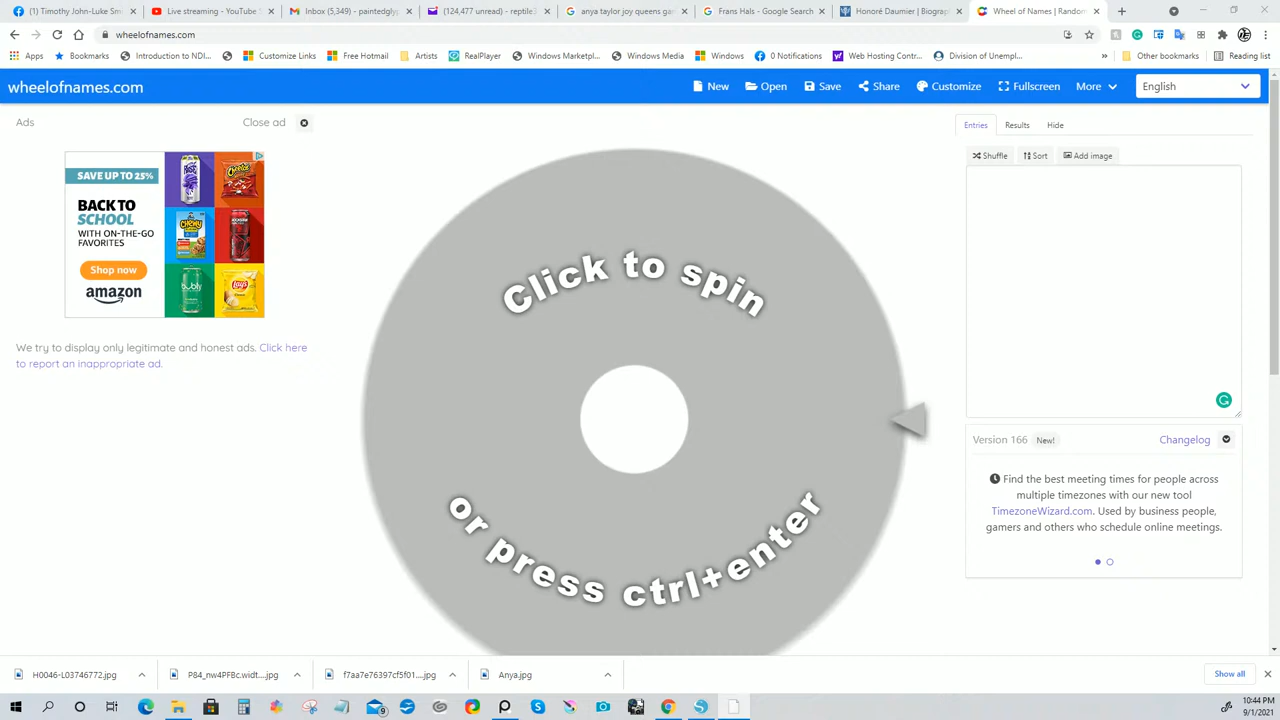 (1) Timothy John-Luke Smi
Live streaming - YouTube S
Inbox (5,349) - paintedglyp
(124,477 unread) - reptile3
anya taylor joy queens gam
Frans Hals - Google Search
Honoré Daumier | Biograph
Wheel of Names | Random
wheelofnames.com
Apps
Bookmarks
Introduction to NDI...
Customize Links
Free Hotmail
Artists
RealPlayer
Windows Marketpl...
Windows Media
Windows
0 Notifications
Web Hosting Contr...
Division of Unempl...
Other bookmarks
Reading list
wheelofnames.com
New
Open
Save
Share
Customize
Fullscreen
More
English
Ads
Close ad
SAVE UP TO 25%
BACK TO
SCHOOL
WITH ON-THE-GO
FAVORITES
Shop now
amazon
We try to display only legitimate and honest ads. Click here
to report an inappropriate ad.
Click to spin
or press ctrl+enter
Entries
Results
Hide
Shuffle
Sort
Add image
Version 166
New!
Changelog
Find the best meeting times for people across
multiple timezones with our new tool
TimezoneWizard.com. Used by business people,
gamers and others who schedule online meetings.
H0046-L03746772.jpg
P84_nw4PFBc.widt....jpg
f7aa7e76397cf5f01....jpg
Anya.jpg
Show all
10:44 PM
9/1/2021